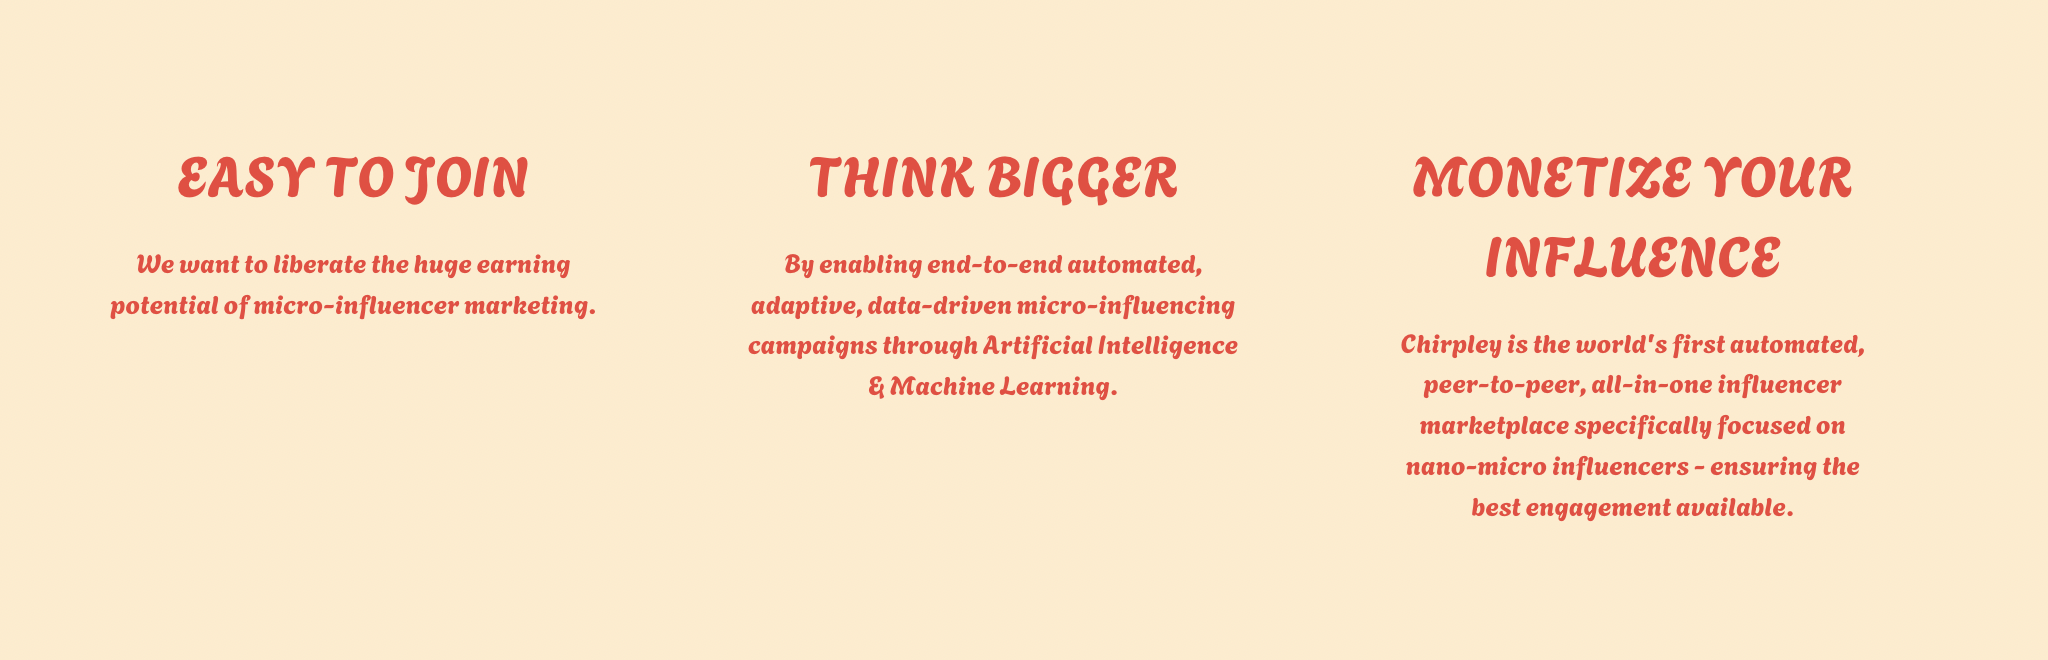 EASY TO JOIN
We want to liberate the huge earning
potential of micro-influencer marketing.
THINK BIGGER
By enabling end-to-end automated,
adaptive, data-driven micro-influencing
campaigns through Artificial Intelligence
& Machine Learning.
MONETIZE YOUR
INFLUENCE
Chirpley is the world's first automated,
peer-to-peer, all-in-one influencer
marketplace specifically focused on
nano-micro influencers - ensuring the
best engagement available.